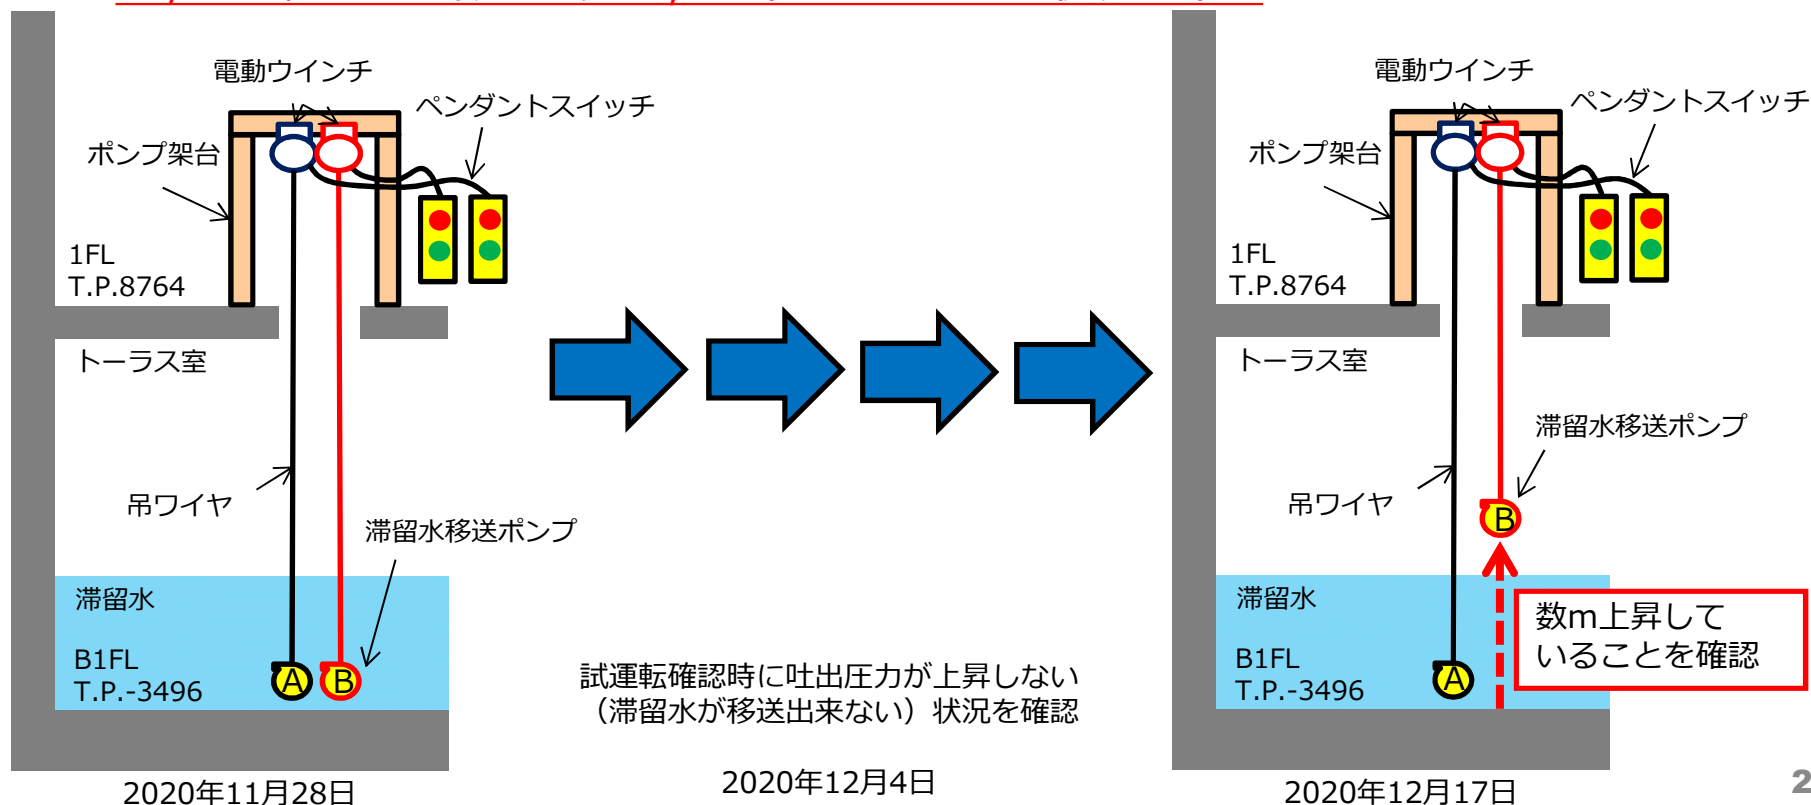 電動ウインチ
ペンダントスイッチ
ポンプ架台
1FL
T.P.8764
トーラス室
吊ワイヤ
滞留水移送ポンプ
滞留水
B1FL
T.P.-3496
A
B
2020年11月28日
試運転確認時に吐出圧力が上昇しない
（滞留水が移送出来ない）状況を確認
2020年12月4日
電動ウインチ
ペンダントスイッチ
ポンプ架台
1FL
T.P.8764
トーラス室
滞留水移送ポンプ
吊ワイヤ
B
滞留水
数m上昇して
いることを確認
B1FL
T.P.-3496
A
2020年12月17日
2